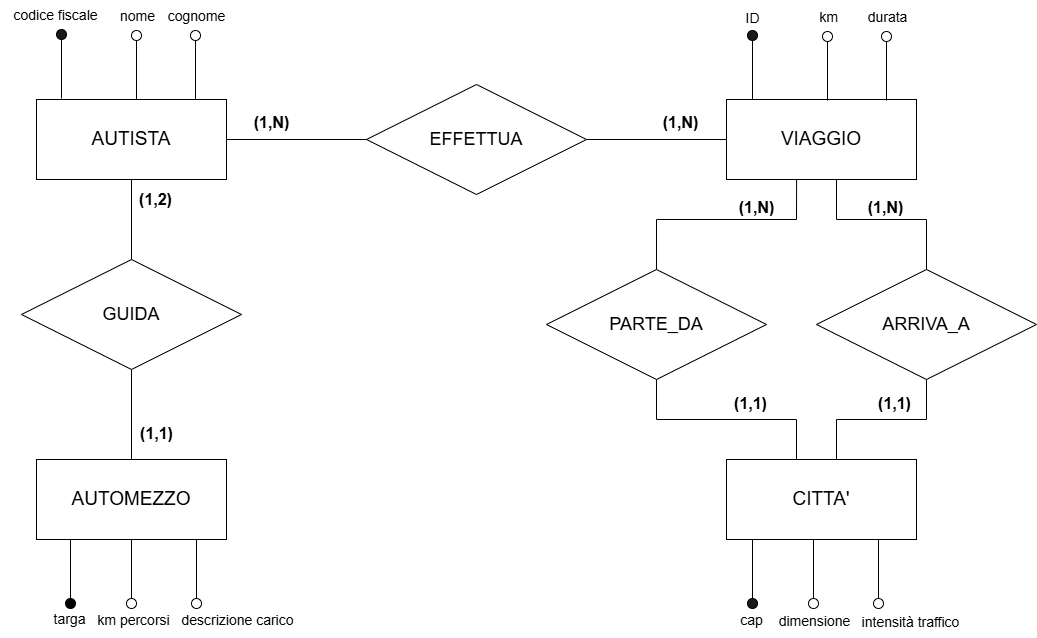 codice fiscale nome cognome
ID km durata
AUTISTA
(1,N)
EFFETTUA
(1,N)
VIAGGIO
(1,2)
(1,N)
(1,N)
GUIDA
PARTE_DA
ARRIVA_A
(1,1)
(1,1)
(1,1)
AUTOMEZZO
CITTA'
targa km percorsi descrizione carico
cap dimensione intensità traffico